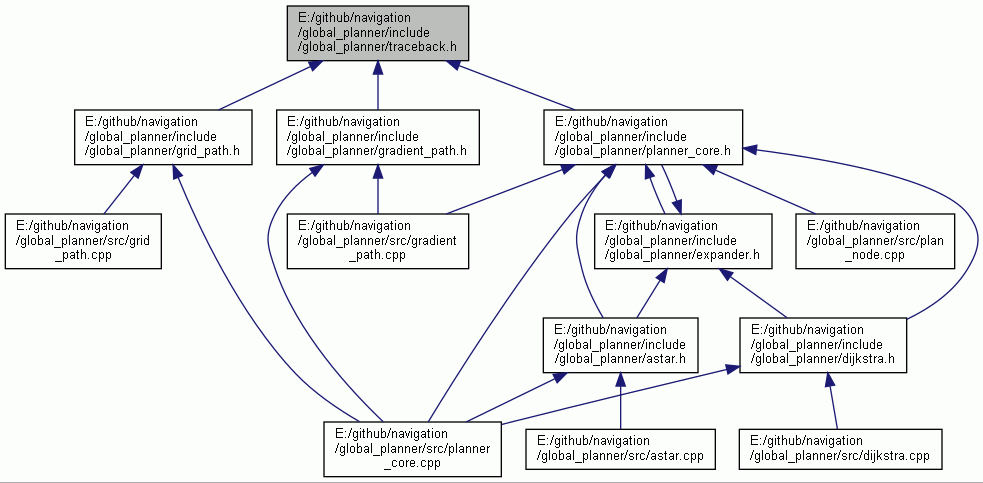 E:/github/navigation
/global_planner/include
/global_planner/traceback.h
E:/github/navigation
/global_planner/include
/global_planner/grid_path.h
E:/github/navigation
/global_planner/include
/global_planner/gradient_path.h
E:/github/navigation
/global_planner/include
/global_planner/planner_core.h
E:/github/navigation
/global_planner/src/grid
_path.cpp
E:/github/navigation
/global_planner/src/gradient
_path.cpp
E:/github/navigation
/global_planner/include
/global_planner/expander.h
E:/github/navigation
/global_planner/src/plan
_node.cpp
E:/github/navigation
/global_planner/include
/global_planner/astar.h
E:/github/navigation
/global_planner/include
/global_planner/dijkstra.h
E:/github/navigation
/global_planner/src/planner
_core.cpp
E:/github/navigation
/global_planner/src/astar.cpp
E:/github/navigation
/global_planner/src/dijkstra.cpp